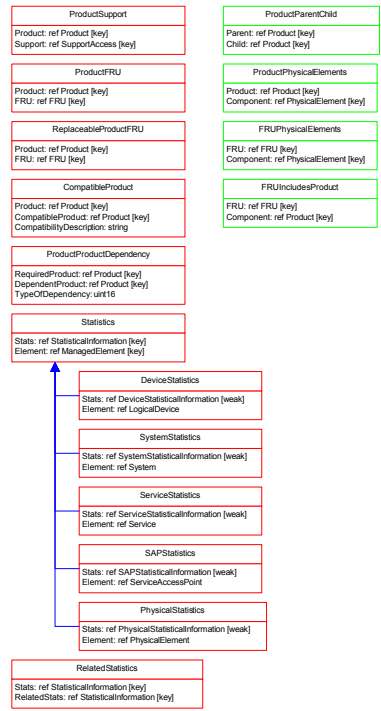 ProductSupport
Product: ref Product [key]
Support: ref SupportAccess [key]
ProductFRU
Product: ref Product [key]
FRU: ref FRU [key]
ReplaceableProductFRU
Product: ref Product [key]
FRU: ref FRU [key]
CompatibleProduct
Product: ref Product [key]
CompatibleProduct: ref Product [key]
CompatibilityDescription: string
ProductProductDependency
RequiredProduct: ref Product [key]
DependentProduct: ref Product [key]
TypeOfDependency: uint16
Statistics
Stats: ref StatisticalInformation [key]
Element: ref ManagedElement [key]
DeviceStatistics
Stats: ref DeviceStatisticalInformation [weak]
Element: ref LogicalDevice
SystemStatistics
Stats: ref SystemStatisticalInformation [weak]
Element: ref System
ServiceStatistics
Stats: ref ServiceStatisticalInformation [weak]
Element: ref Service
SAPStatistics
Stats: ref SAPStatisticalInformation [weak]
Element: ref ServiceAccessPoint
PhysicalStatistics
Stats: ref PhysicalStatisticalInformation [weak]
Element: ref PhysicalElement
RelatedStatistics
Stats: ref StatisticalInformation [key]
RelatedStats: ref StatisticalInformation [key]
ProductParentChild
Parent: ref Product [key]
Child: ref Product [key]
ProductPhysicalElements
Product: ref Product [key]
Component: ref PhysicalElement [key]
FRUPhysicalElements
FRU: ref FRU [key]
Component: ref PhysicalElement [key]
FRUIncludesProduct
FRU: ref FRU [key]
Component: ref Product [key]